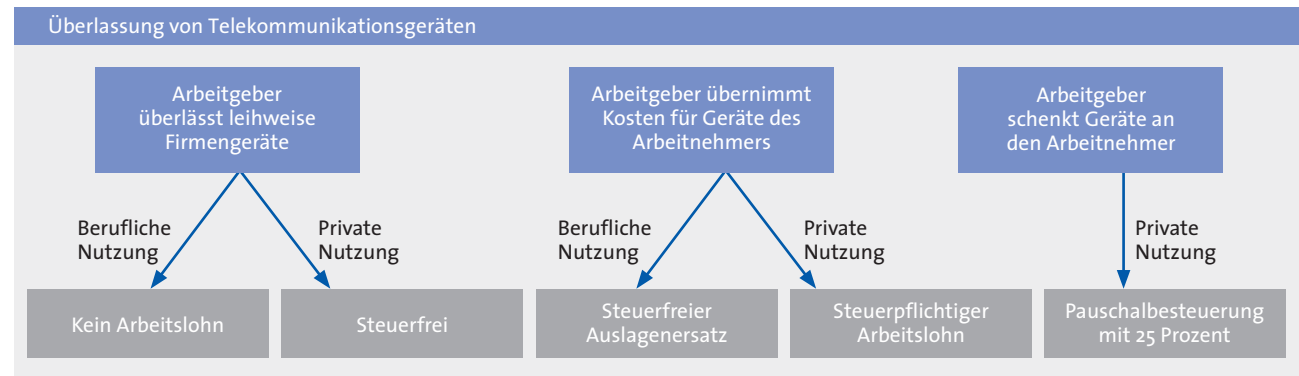 Überlassung von Telekommunikationsgeräten
Arbeitgeber
überlässt leihweise
Firmengeräte
Arbeitgeber übernimmt
Kosten für Geräte des
Arbeitnehmers
Arbeitgeber
schenkt Geräte an
den Arbeitnehmer
Berufliche
Nutzung
Private
Nutzung
Berufliche
Nutzung
Private
Nutzung
Private
Nutzung
Kein Arbeitslohn
Steuerfrei
Steuerfreier
Auslagenersatz
Steuerpflichtiger
Arbeitslohn
Pauschalbesteuerung
mit 25 Prozent